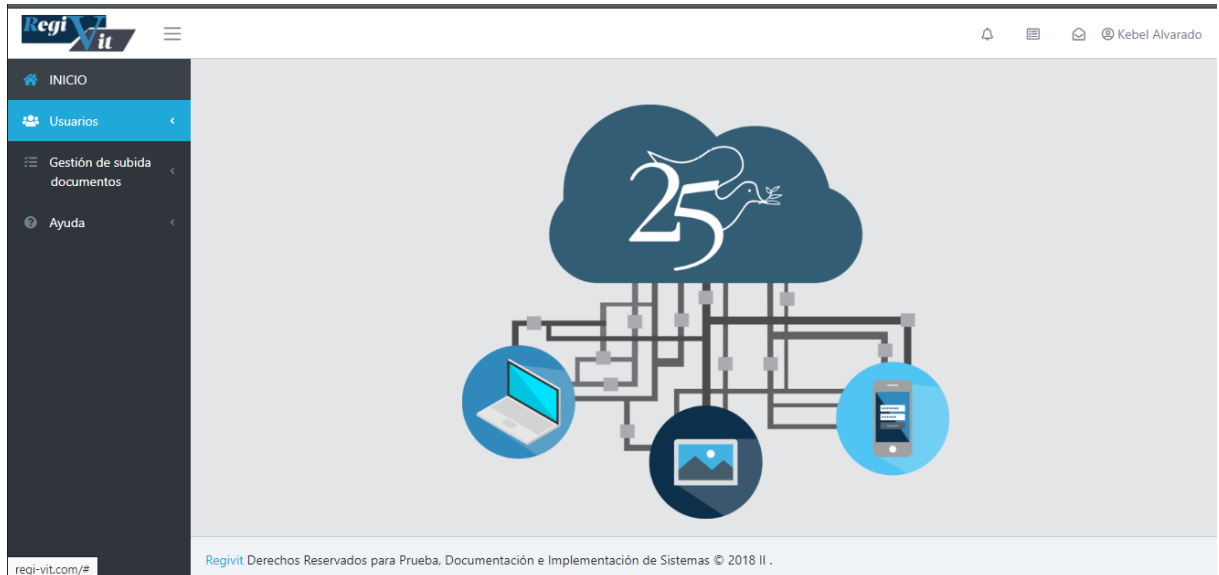 Regi Vit
Kebel Alvarado
INICIO
Usuarios
Gestión de subida
documentos
Ayuda
25
Regivit Derechos Reservados para Prueba, Documentación e Implementación de Sistemas © 2018 II .
regi-vit.com/#